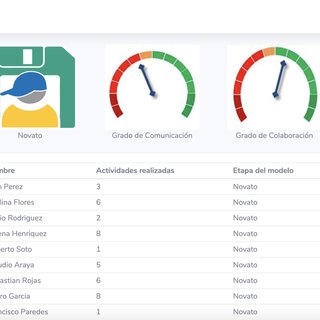 Novato
Grado de Comunicación
Grado de Colaboración
mbre Actividades realizadas Etapa del modelo
n Perez 3 Novato
lina Flores 6 Novato
io Rodriguez 2 Novato
ena Henriquez 8 Novato
erto Soto 1 Novato
udio Araya 5 Novato
astian Rojas 6 Novato
ro Garcia 8 Novato
ncisco Paredes 1 Novato